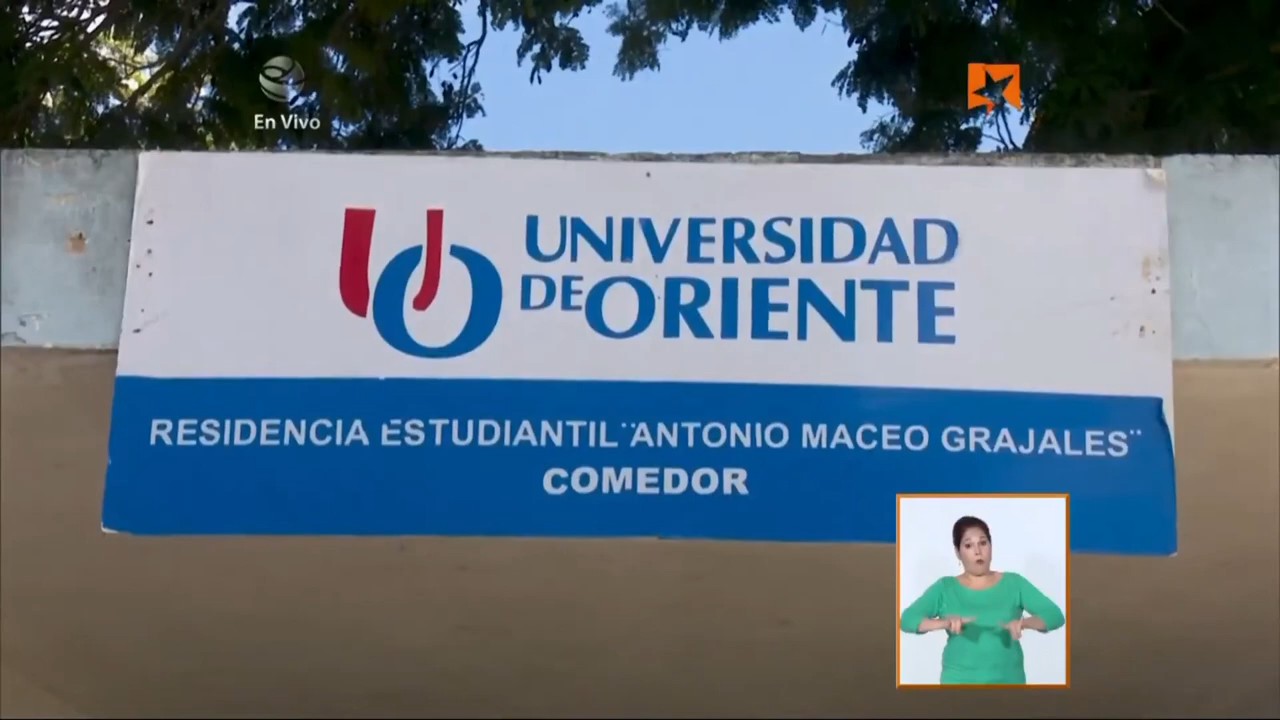 En Vivo
UNIVERSIDAD
DE ORIENTE
RESIDENCIA ESTUDIANTIL ¨ANTONIO MACEO GRAJALES¨
COMEDOR